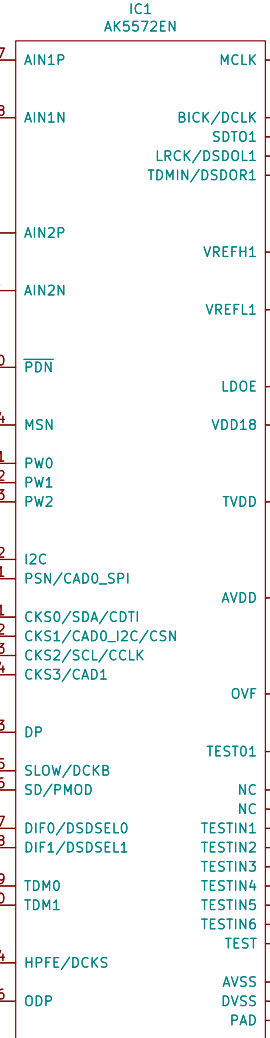 IC1
AK5572EN
AIN1P MCLK
AIN1N BICK/DCLK
SDTO1
LRCK/DSDOL1
TDMIN/DSDOR1
AIN2P
VREFH1
AIN2N
VREFL1
PDN
LDOE
MSN VDD18
PW0
PW1
PW2 TVDD
I2C
PSN/CAD0_SPI
AVDD
CKS0/SDA/CDTI
CKS1/CAD0_I2C/CSN
CKS2/SCL/CCLK
CKS3/CAD1
OVF
DP
TESTO1
SLOW/DCKB
SD/PMOD NC
NC
DIF0/DSDSEL0 TESTIN1
DIF1/DSDSEL1 TESTIN2
TESTIN3
TDM0 TESTIN4
TDM1 TESTIN5
TESTIN6
TEST
HPFE/DCKS
AVSS
ODP DVSS
PAD